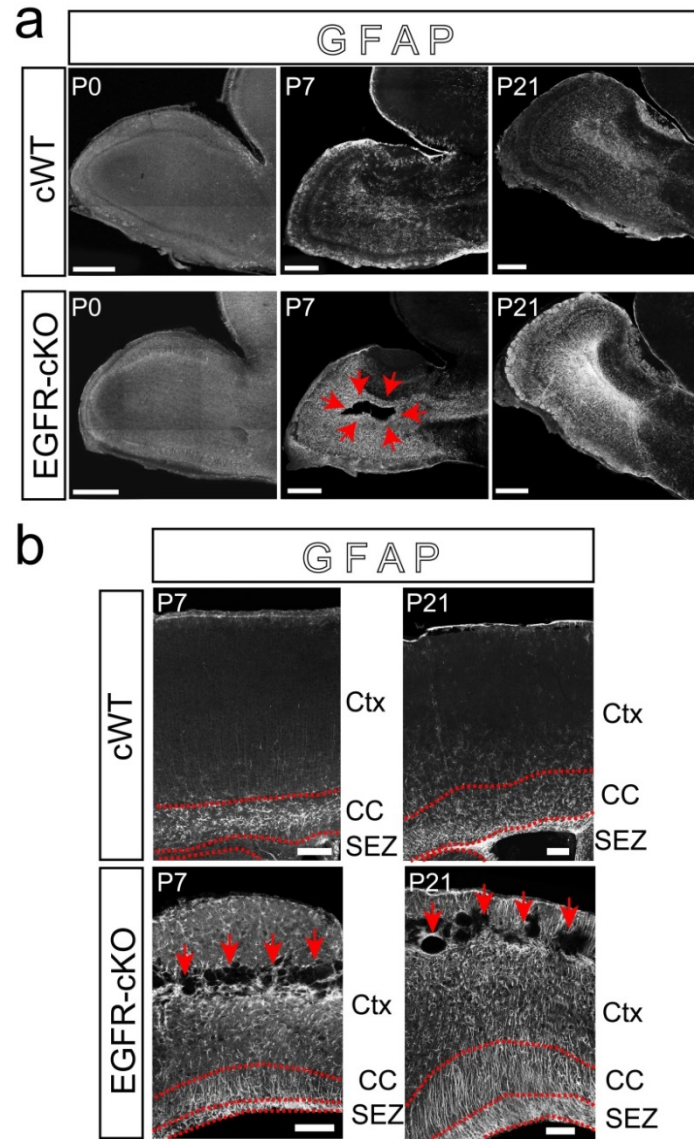 a
GFAP
cWT
P0
P7
P21
EGFR-cKO
P0
P7
P21
b
GFAP
cWT
P7
Ctx
CC
SEZ
P21
Ctx
CC
SEZ
EGFR-cKO
P7
Ctx
CC
SEZ
P21
Ctx
CC
SEZ